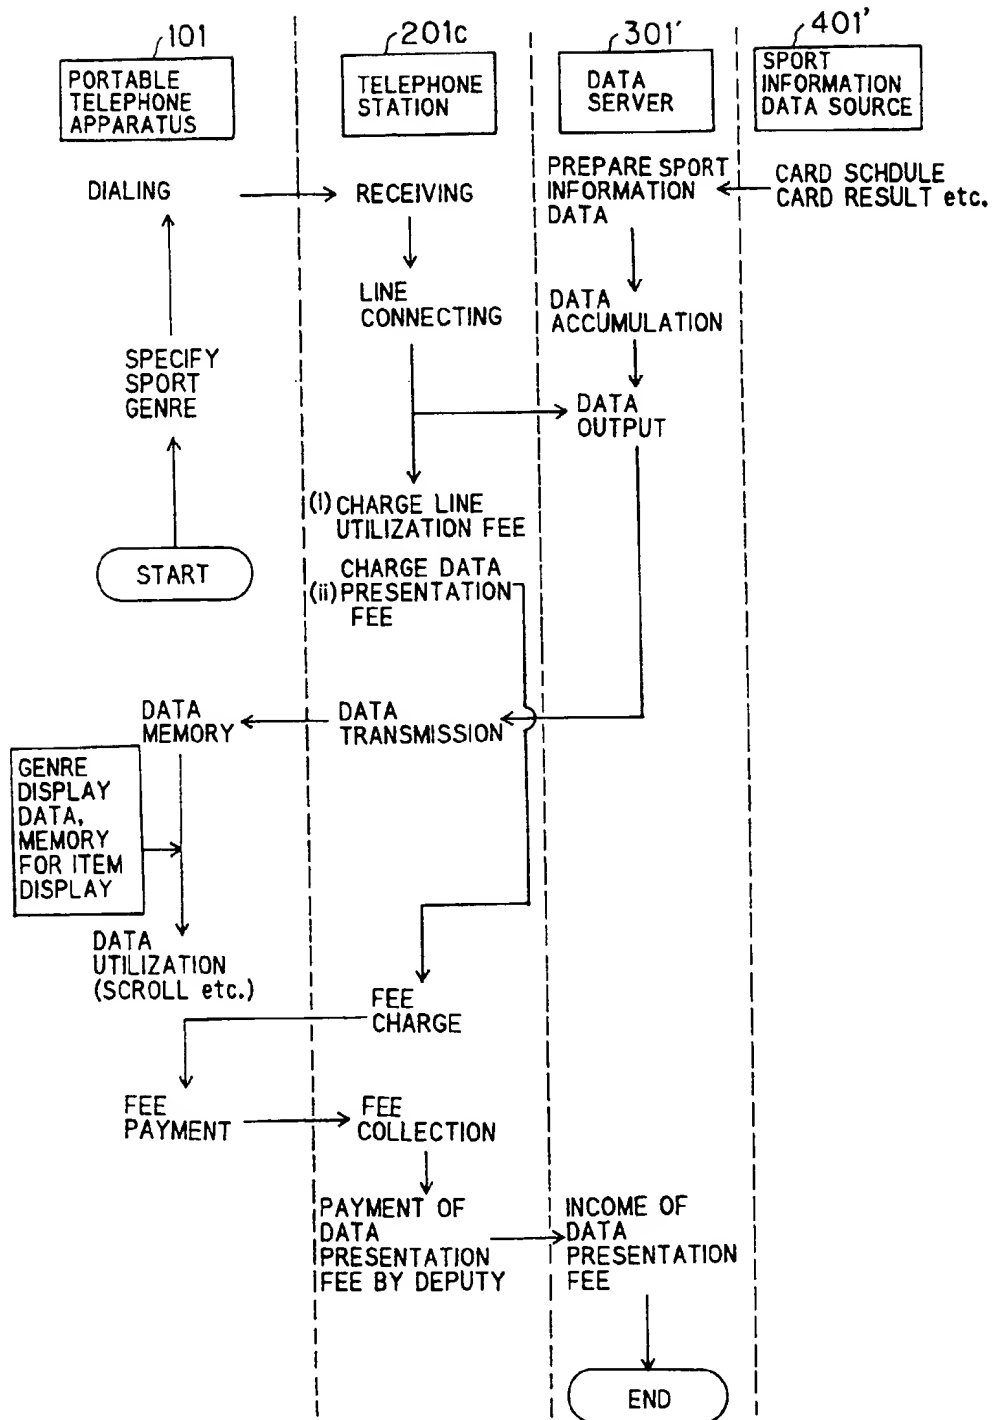 101
201c
301'
401'
PORTABLE
TELEPHONE
APPARATUS
TELEPHONE
STATION
DATA
SERVER
SPORT
INFORMATION
DATA SOURCE
DIALING
RECEIVING
PREPARE SPORT
INFORMATION
DATA
CARD SCHDULE
CARD RESULT etc.
LINE
CONNECTING
DATA
ACCUMULATION
SPECIFY
SPORT
GENRE
DATA
OUTPUT
(i) CHARGE LINE
UTILIZATION FEE
START
CHARGE DATA
(ii) PRESENTATION
FEE
DATA
MEMORY
DATA
TRANSMISSION
GENRE
DISPLAY
DATA,
MEMORY
FOR ITEM
DISPLAY
DATA
UTILIZATION
(SCROLL etc.)
FEE
CHARGE
FEE
PAYMENT
FEE
COLLECTION
PAYMENT OF
DATA
PRESENTATION
FEE BY DEPUTY
INCOME OF
DATA
PRESENTATION
FEE
END